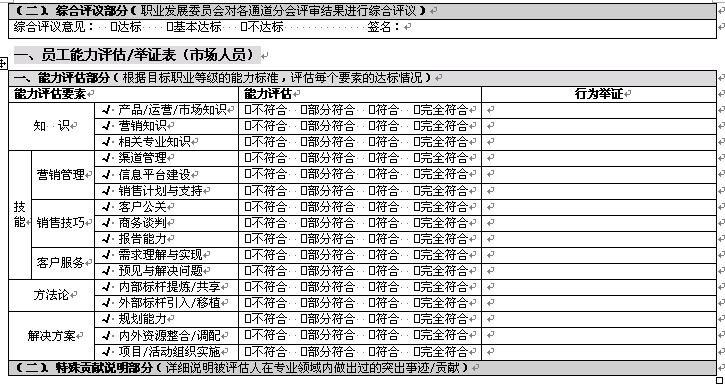 （二）. 综合评议部分（职业发展委员会对各通道分会评审结果进行综合评议）
综合评议意见： □达标 □基本达标 □不达标 签名：
一、员工能力评估/举证表（市场人员）
一、能力评估部分（根据目标职业等级的能力标准，评估每个要素的达标情况）
能力评估要素 能力评估 行为举证
知 识 ✓ 产品/运营/市场知识 □不符合 □部分符合 □符合 □完全符合
✓ 营销知识 □不符合 □部分符合 □符合 □完全符合
✓ 相关专业知识 □不符合 □部分符合 □符合 □完全符合
技能 营销管理 ✓ 渠道管理 □不符合 □部分符合 □符合 □完全符合
✓ 信息平台建设 □不符合 □部分符合 □符合 □完全符合
✓ 销售计划与支持 □不符合 □部分符合 □符合 □完全符合
销售技巧 ✓ 客户公关 □不符合 □部分符合 □符合 □完全符合
✓ 商务谈判 □不符合 □部分符合 □符合 □完全符合
✓ 报告能力 □不符合 □部分符合 □符合 □完全符合
客户服务 ✓ 需求理解与实现 □不符合 □部分符合 □符合 □完全符合
✓ 预见与解决问题 □不符合 □部分符合 □符合 □完全符合
方法论 ✓ 内部标杆提炼/共享 □不符合 □部分符合 □符合 □完全符合
✓ 外部标杆引入/移植 □不符合 □部分符合 □符合 □完全符合
解决方案 ✓ 规划能力 □不符合 □部分符合 □符合 □完全符合
✓ 内外资源整合/调配 □不符合 □部分符合 □符合 □完全符合
✓ 项目/活动组织实施 □不符合 □部分符合 □符合 □完全符合
（二）. 特殊贡献说明部分（详细说明被评估人在专业领域内做出过的突出事迹/贡献）